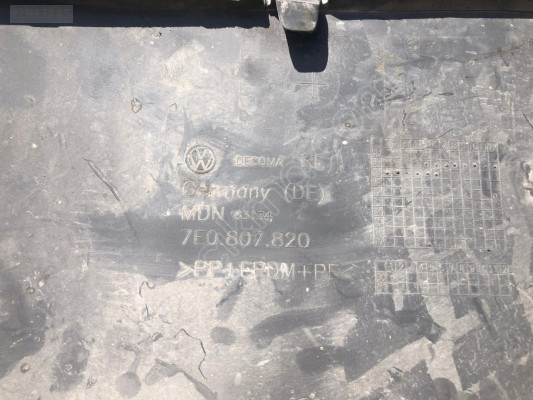 DECOMA
Germany (DE)
MDN
7E0.807.820
>PP+EPDM+PE